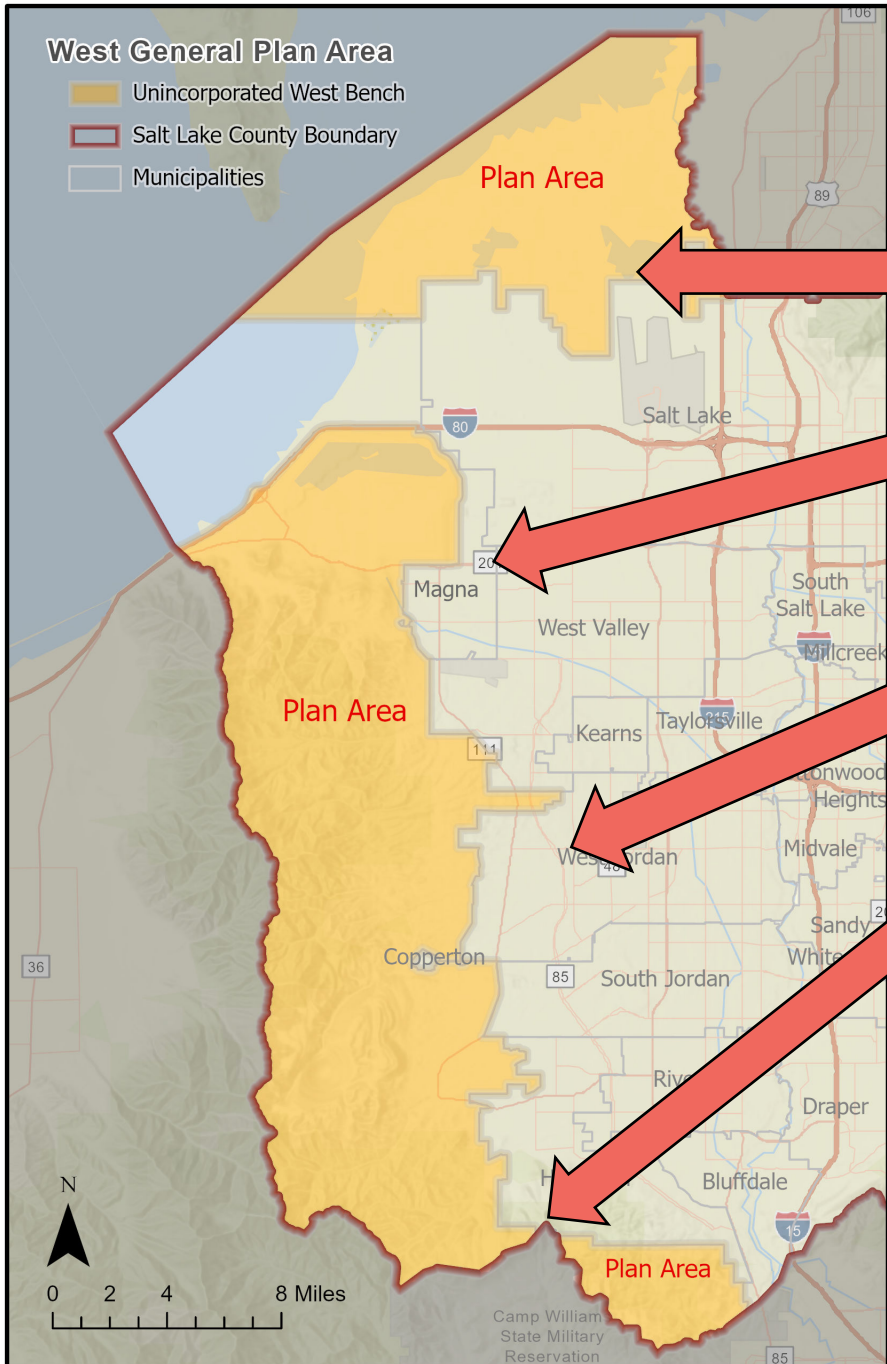 West General Plan Area
Unincorporated West Bench
Salt Lake County Boundary
Municipalities
106
89
Plan Area
80
Salt Lake
Magna
West Valley
South
Salt Lake
Millcreek
Plan Area
215
Taylorsville
Kearns
111
Heights
Midvale
48
Sandy
Copperton
36
85
South Jordan
Draper
Bluffdale
15
N
0 2 4 8 Miles
Plan Area
Camp William
State Military
Reservation
85